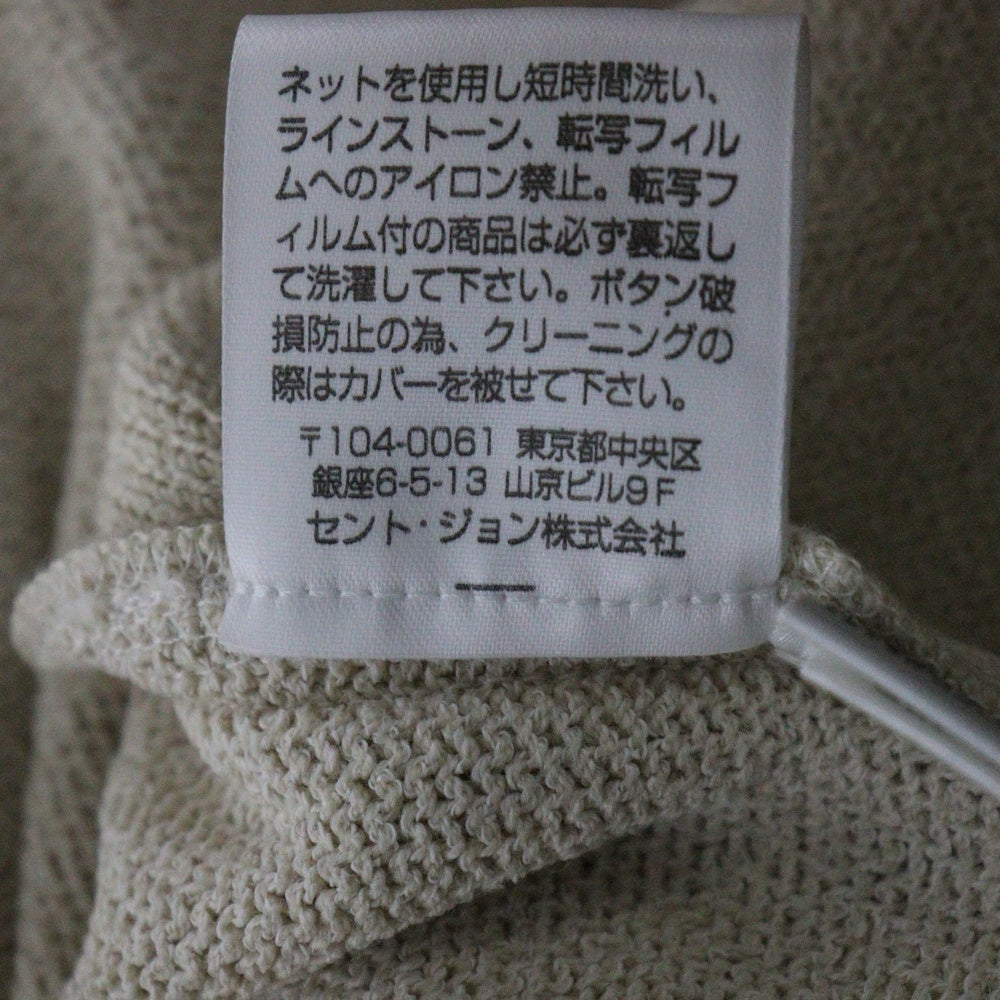 ネットを使用し短時間洗い、
ラインストーン、転写フィル
ムへのアイロン禁止。転写フ
ィルム付の商品は必ず裏返し
て洗濯して下さい。ボタン破
損防止の為、クリーニングの
際はカバーを被せて下さい。
〒104-0061 東京都中央区
銀座6-5-13 山京ビル9F
セント・ジョン株式会社